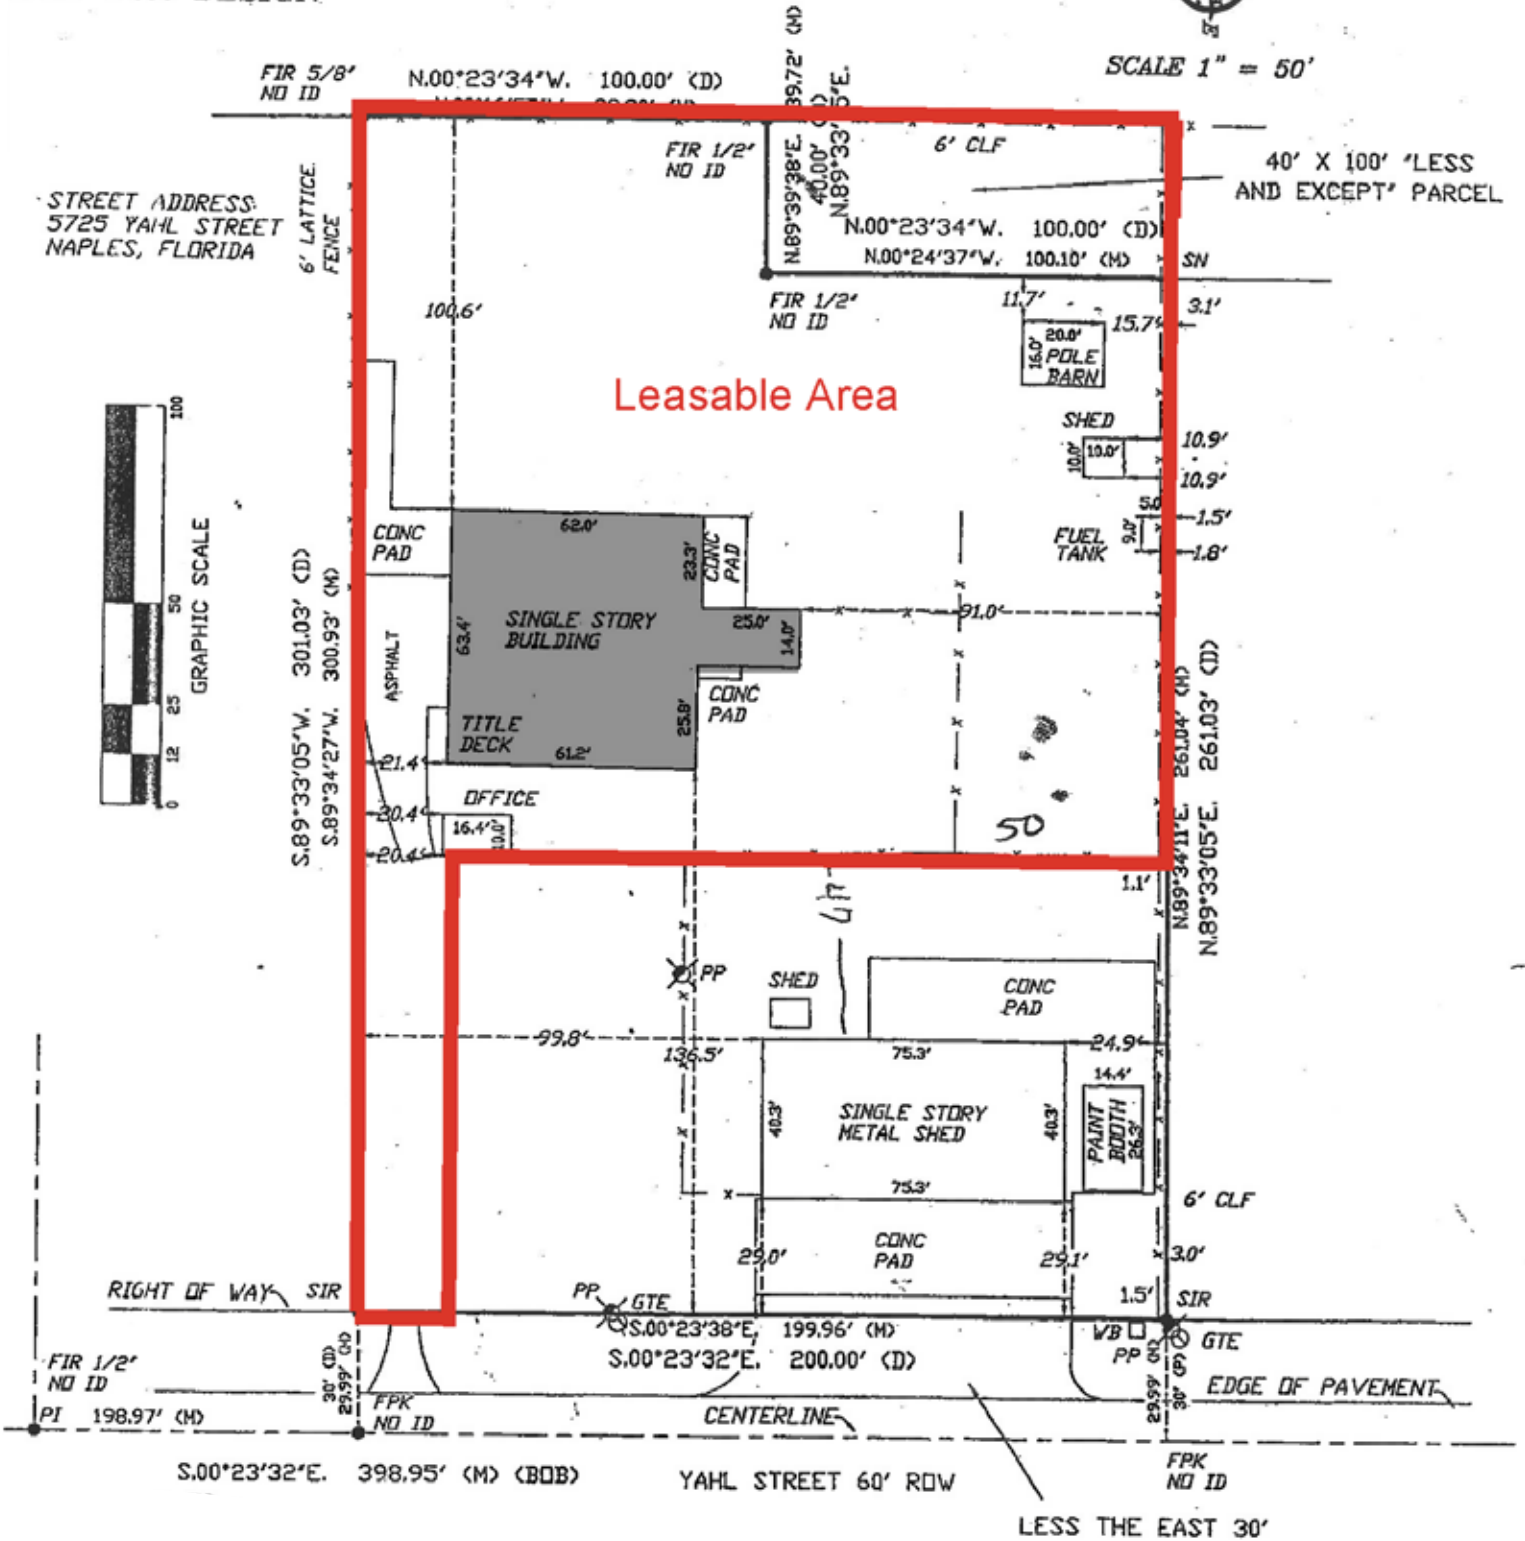 SCALE 1" = 50'
FIR 5/8"
NO ID
N.00°23'34"W. 100.00' (D)
N.89°39'38"E. 39.72' (M)
40.00' (D)
N.89°33'05"E.
6' CLF
FIR 1/2"
NO ID
40' X 100' "LESS
AND EXCEPT" PARCEL
STREET ADDRESS:
5725 YAHL STREET
NAPLES, FLORIDA
6' LATTICE
FENCE
N.00°23'34"W. 100.00' (D)
N.00°24'37"W. 100.10' (M)
SN
FIR 1/2"
NO ID
100.6'
11.7'
15.7'
3.1'
20.0'
16.0'
POLE
BARN
Leasable Area
SHED
10.0'
10.0'
10.9'
10.9'
5.0
1.5'
9.0'
FUEL
TANK
1.8'
100
50
25
12
0
GRAPHIC SCALE
CONC
PAD
62.0'
23.3'
CONC
PAD
SINGLE STORY
BUILDING
63.4'
25.0'
14.0'
91.0'
ASPHALT
CONC
PAD
25.8'
TITLE
DECK
61.2'
21.4'
OFFICE
30.4'
16.4'
10.0'
20.4'
50
S.89°33'05"W. 301.03' (D)
S.89°34'27"W. 300.93' (M)
N.89°34'11"E. 261.04' (M)
N.89°33'05"E. 261.03' (D)
1.1'
PP
SHED
CONC
PAD
99.8'
136.5'
75.3'
24.9'
14.4'
40.3'
SINGLE STORY
METAL SHED
40.3'
PAINT
BOOTH
26.3'
75.3'
6' CLF
CONC
PAD
29.0'
29.1'
3.0'
1.5'
SIR
RIGHT OF WAY
SIR
PP
GTE
S.00°23'38"E. 199.96' (M)
S.00°23'32"E. 200.00' (D)
WB
PP
GTE
FIR 1/2"
NO ID
30' (D)
29.99' (M)
29.99' (M)
30' (P)
EDGE OF PAVEMENT
PI 198.97' (M)
FPK
NO ID
CENTERLINE
S.00°23'32"E. 398.95' (M) (BOB)
YAHL STREET 60' ROW
FPK
NO ID
LESS THE EAST 30'